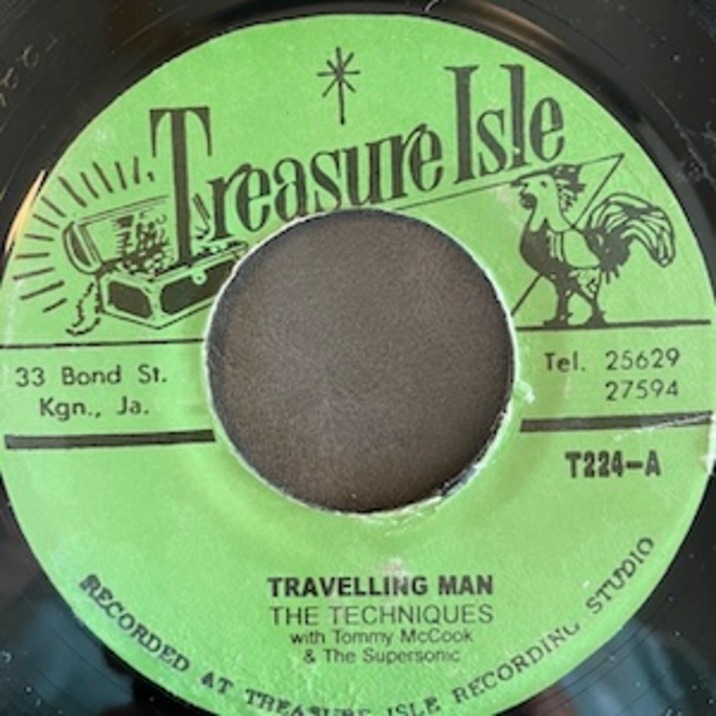 Treasure Isle
33 Bond St.
Kgn., Ja.
Tel. 25629
27594
T224-A
TRAVELLING MAN
THE TECHNIQUES
with Tommy McCook
& The Supersonic
RECORDED AT TREASURE ISLE RECORDING STUDIO